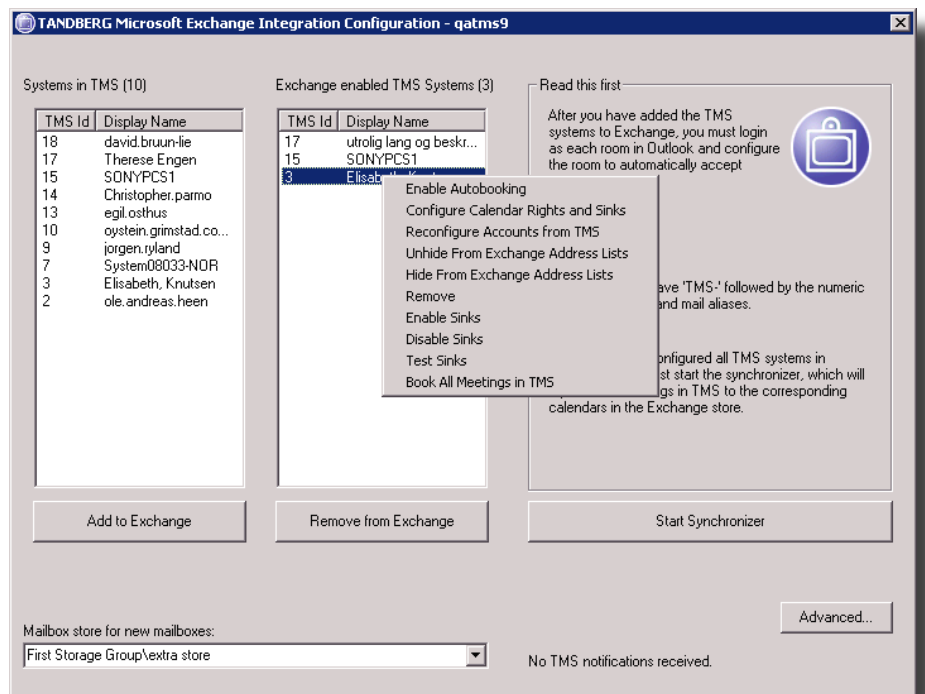 TANDBERG Microsoft Exchange Integration Configuration - qatms9
Systems in TMS (10)
TMS Id Display Name
18 david.bruun-lie
17 Therese Engen
15 SONYPCS1
14 Christopher.parmo
13 egil.osthus
10 oystein.grimstad.co...
9 jorgen.ryland
7 System08033-NOR
3 Elisabeth, Knutsen
2 ole.andreas.heen
Add to Exchange
Exchange enabled TMS Systems (3)
TMS Id Display Name
17 utrolig lang og beskr...
15 SONYPCS1
3
Enable Autobooking
Configure Calendar Rights and Sinks
Reconfigure Accounts from TMS
Unhide From Exchange Address Lists
Hide From Exchange Address Lists
Remove
Enable Sinks
Disable Sinks
Test Sinks
Book All Meetings in TMS
Remove from Exchange
Read this first
After you have added the TMS
systems to Exchange, you must login
as each room in Outlook and configure
the room to automatically accept
'TMS-' followed by the numeric
and mail aliases.
all TMS systems in
start the synchronizer, which will
in TMS to the corresponding
calendars in the Exchange store.
Start Synchronizer
Advanced...
Mailbox store for new mailboxes:
First Storage Group\extra store
No TMS notifications received.